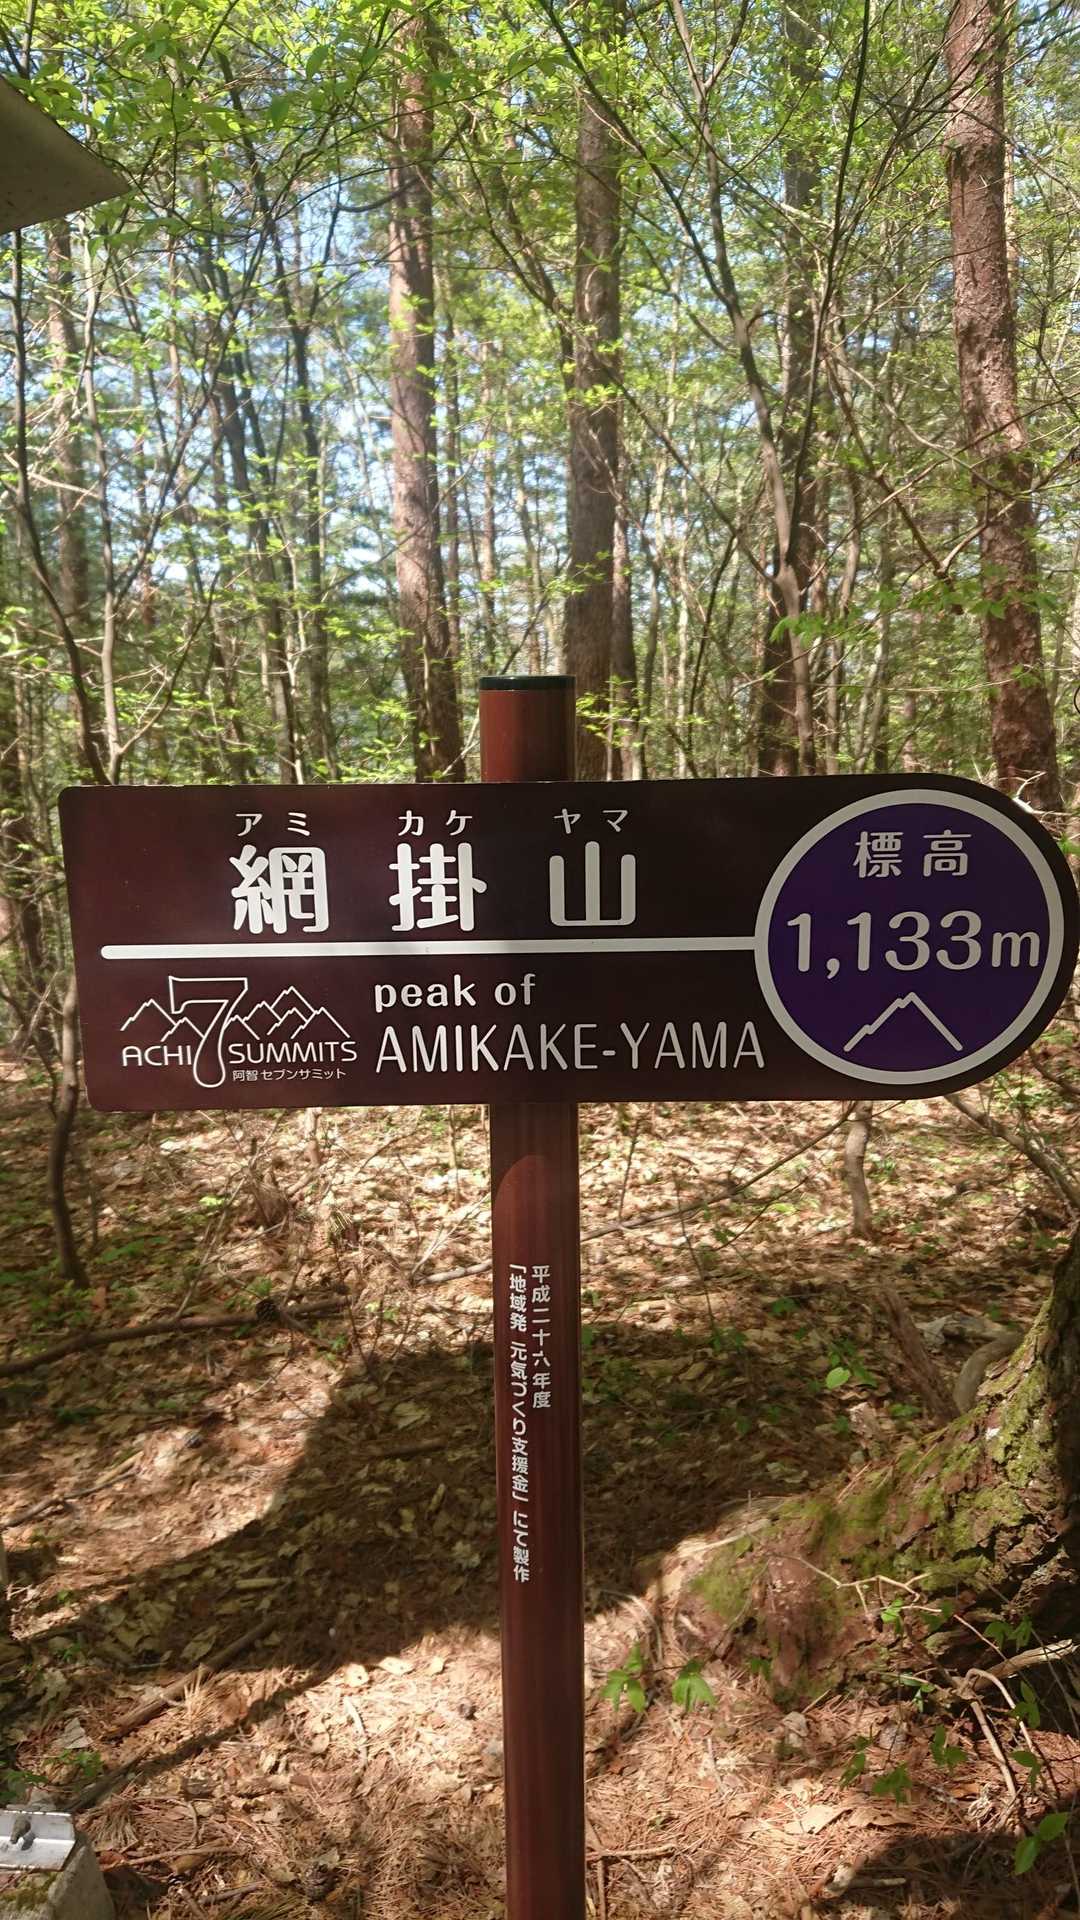 アミ カケ ヤマ
網 掛 山
標高
1,133m
ACHI 7 SUMMITS
阿智セブンサミット
peak of
AMIKAKE-YAMA
平成二十六年度
「地域発 元気づくり支援金」にて製作